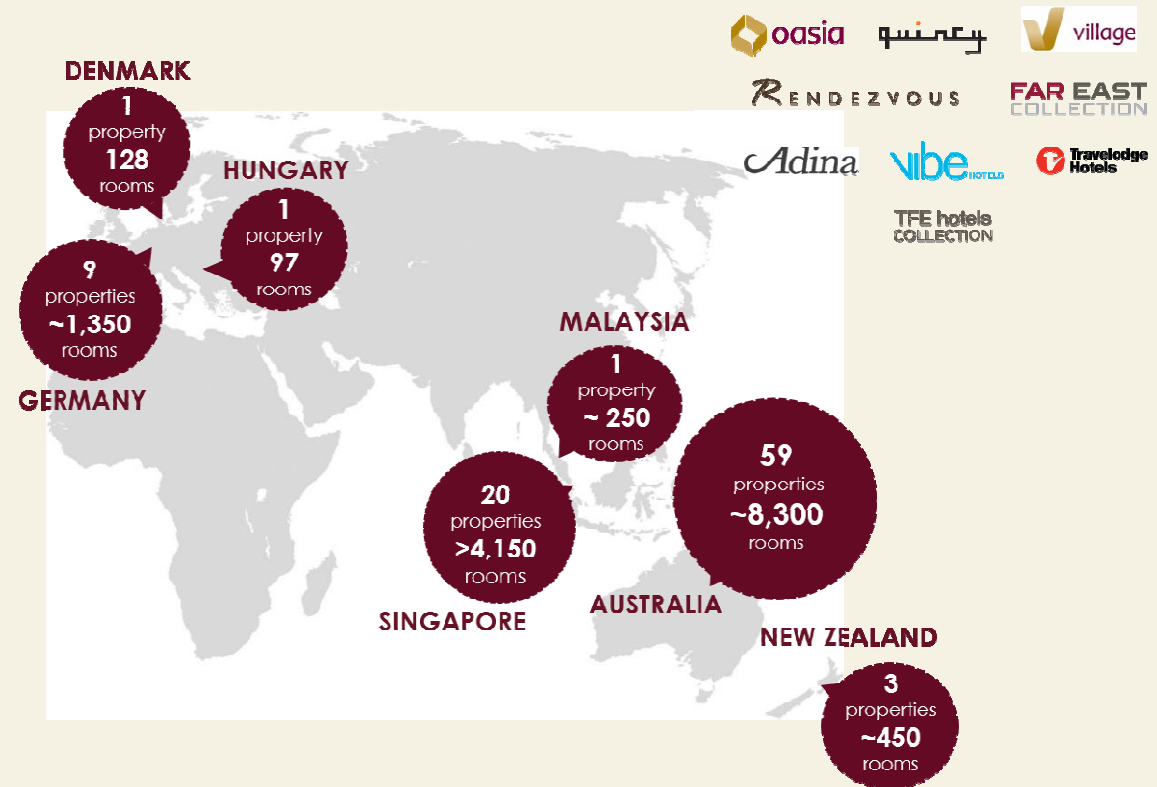 oasia
quincy
village
RENDEZVOUS
FAR EAST
COLLECTION
Adina
vibe HOTELS
Travelodge
Hotels
TFE hotels
COLLECTION
DENMARK
1
property
128
rooms
HUNGARY
1
property
97
rooms
9
properties
~1,350
rooms
GERMANY
MALAYSIA
1
property
~ 250
rooms
20
properties
>4,150
rooms
SINGAPORE
59
properties
~8,300
rooms
AUSTRALIA
NEW ZEALAND
3
properties
~450
rooms